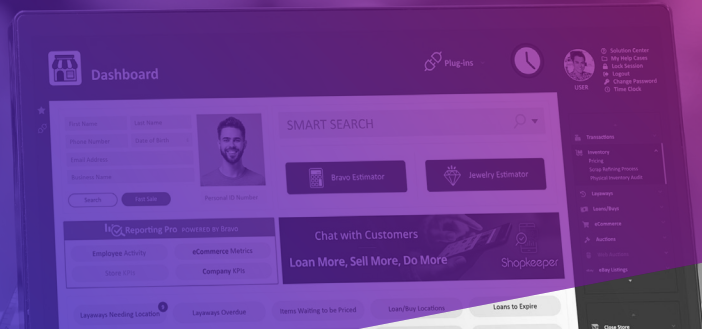 Dashboard
Plug-ins
USER
Solution Center
My Help Cases
Lock Session
Logout
Change Password
Time Clock
First Name
Last Name
Phone Number
Date of Birth
Email Address
Business Name
Search
Fast Sale
Personal ID Number
SMART SEARCH
Bravo Estimator
Jewelry Estimator
Reporting Pro POWERED BY Bravo
Employee Activity
eCommerce Metrics
Store KPIs
Company KPIs
Chat with Customers
Loan More, Sell More, Do More
Shopkeeper
Layaways Needing Location
Layaways Overdue
Items Waiting to be Priced
Loan/Buy Locations
Loans to Expire
Transactions
Inventory
Pricing
Scrap Refining Process
Physical Inventory Audit
Layaways
Loans/Buys
eCommerce
Auctions
eBay Listings
Close Store